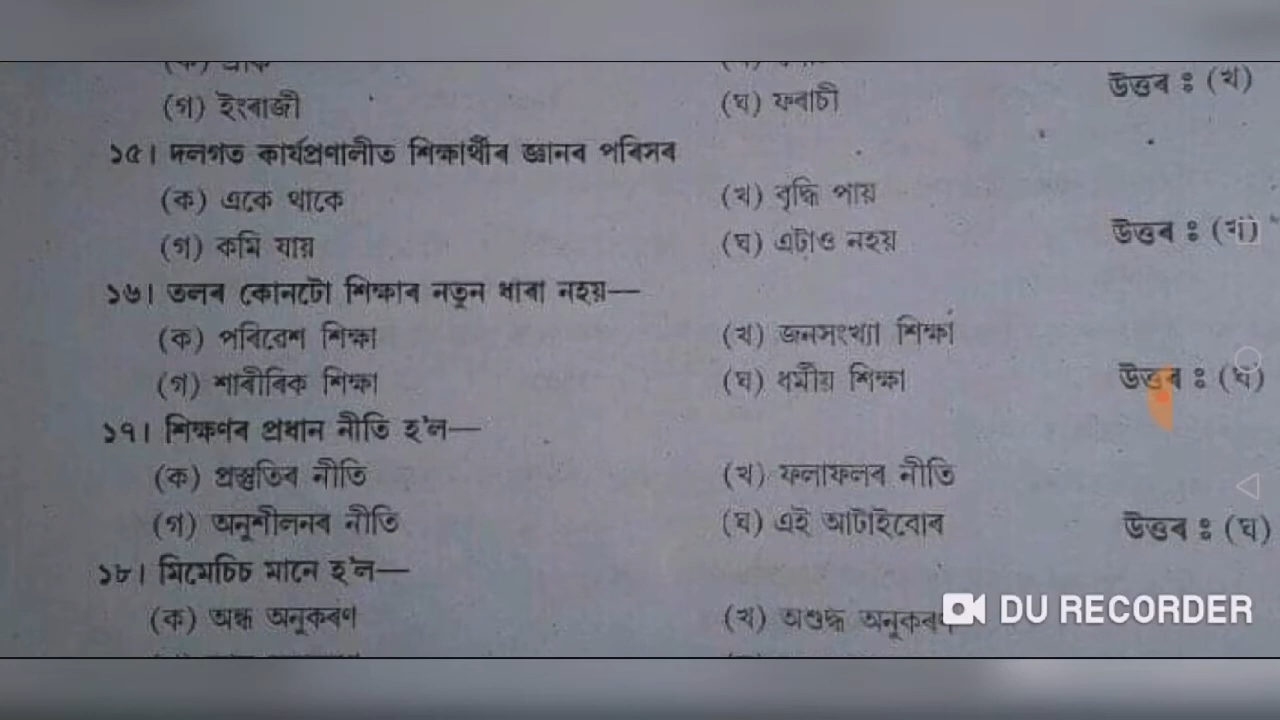 (গ) ইংৰাজী (ঘ) ফৰাচী উত্তৰ : (খ)
১৫। দলগত কাৰ্যপ্ৰণালীত শিক্ষাৰ্থীৰ জ্ঞানৰ পৰিসৰ
(ক) একে থাকে (খ) বৃদ্ধি পায়
(গ) কমি যায় (ঘ) এটাও নহয় উত্তৰ :
১৬। তলৰ কোনটো শিক্ষাৰ নতুন ধাৰা নহয়—
(ক) পৰিৱেশ শিক্ষা (খ) জনসংখ্যা শিক্ষা
(গ) শাৰীৰিক শিক্ষা (ঘ) ধৰ্মীয় শিক্ষা উত্তৰ : (ঘ)
১৭। শিক্ষণৰ প্ৰধান নীতি হ'ল—
(ক) প্ৰস্তুতিৰ নীতি (খ) ফলাফলৰ নীতি
(গ) অনুশীলনৰ নীতি (ঘ) এই আটাইবোৰ উত্তৰ : (ঘ)
১৮। মিমেচিচ মানে হ'ল—
(ক) অন্ধ অনুকৰণ (খ) অশুদ্ধ অনুকৰণ
DU RECORDER